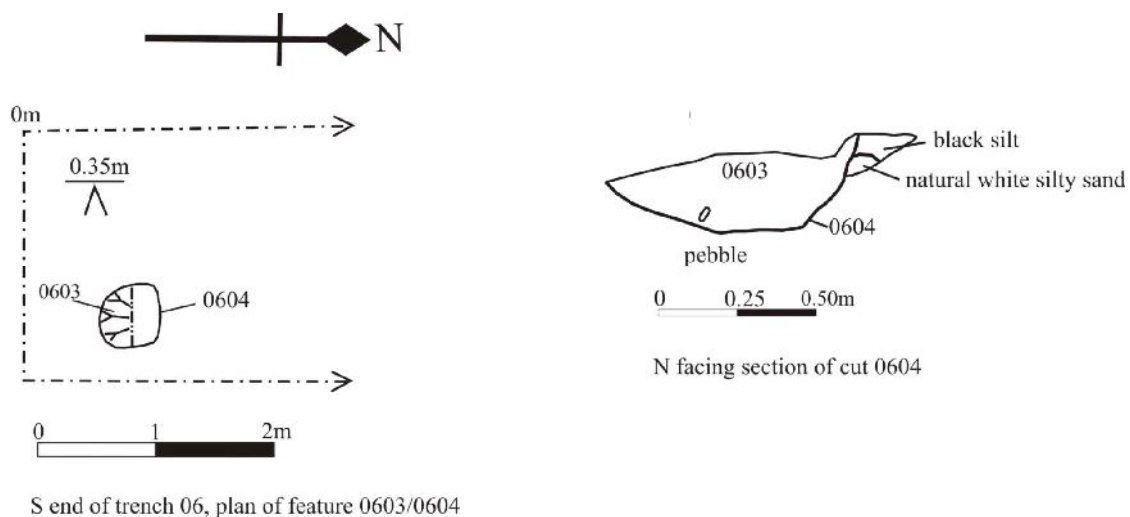 N
0m
0.35m
0603
0604
0 1 2m
S end of trench 06, plan of feature 0603/0604
black silt
0603
natural white silty sand
0604
pebble
0 0.25 0.50m
N facing section of cut 0604